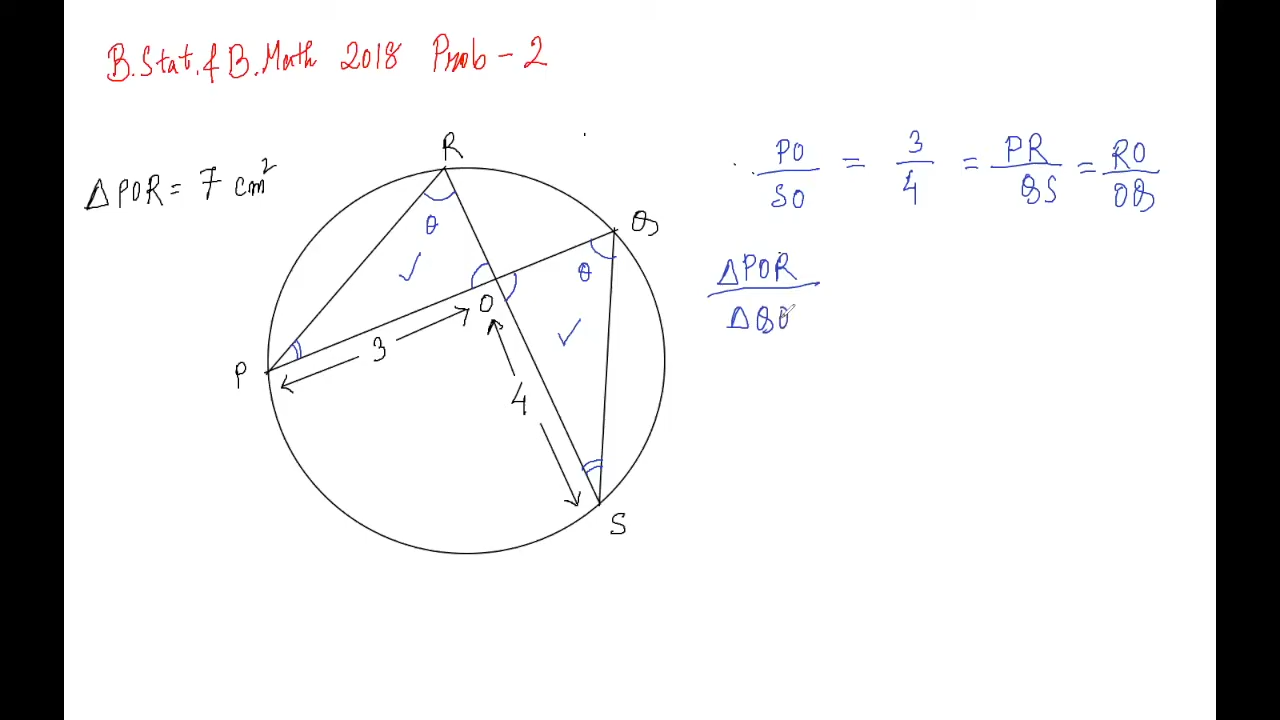 B.Stat. & B.Math 2018 Prob - 2
ΔPOR = 7 cm²
PO/SO = 3/4 = PR/QS = RO/OQ
ΔPOR
ΔQO
R
Q
θ
θ
O
3
P
4
S